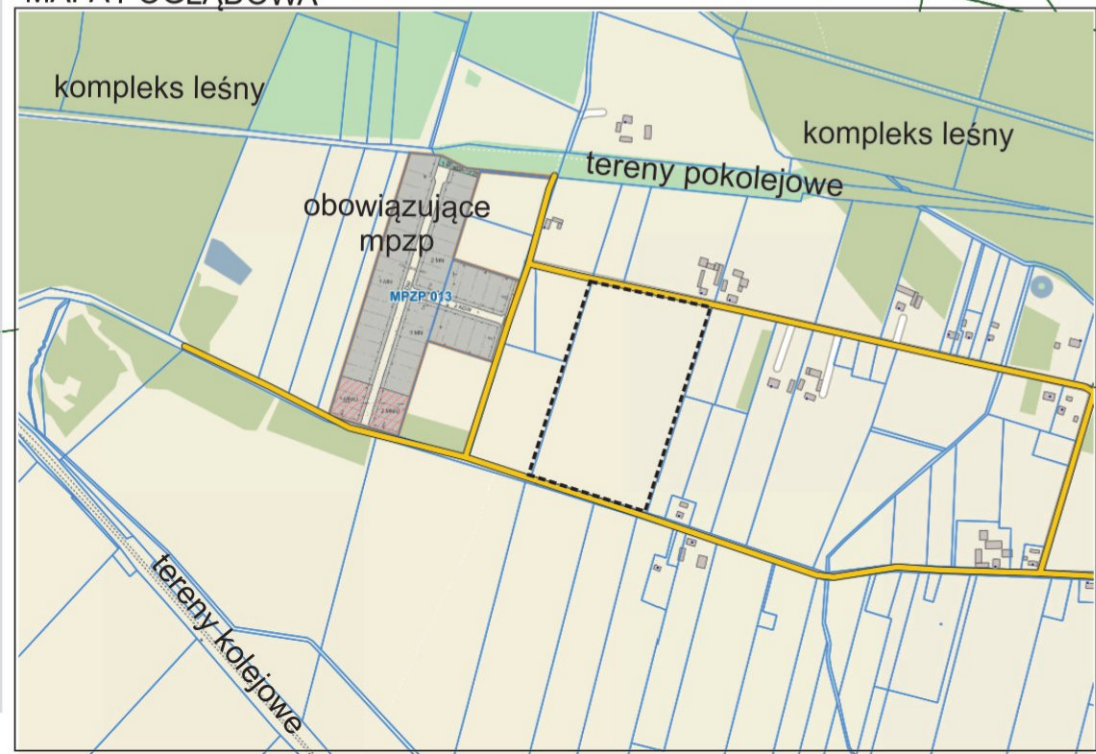 MAPA POGLĄDOWA
kompleks leśny
kompleks leśny
tereny pokolejowe
obowiązujące
mpzp
MPZP 013
tereny kolejowe